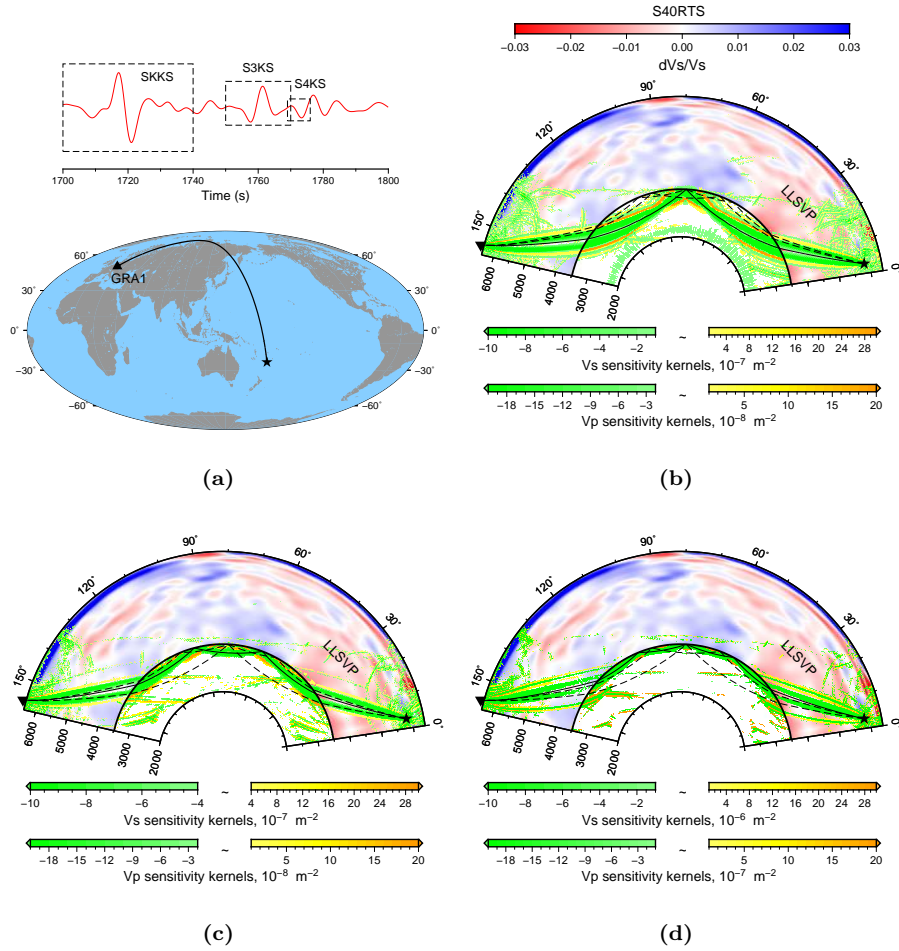 SKKS
S3KS
S4KS
1700 1720 1740 1760 1780 1800
Time (s)
60° 60°
GRA1
30° 30°
0° 0°
−30° −30°
−60° −60°
(a)
S40RTS
−0.03 −0.02 −0.01 0.00 0.01 0.02 0.03
dVs/Vs
0° 30° 60° 90° 120° 150°
LLSVP
6000 5000 4000 3000 2000
−10 −8 −6 −4 −2 ~ 4 8 12 16 20 24 28
Vs sensitivity kernels, 10⁻⁷ m⁻²
−18 −15 −12 −9 −6 −3 ~ 5 10 15 20
Vp sensitivity kernels, 10⁻⁸ m⁻²
(b)
0° 30° 60° 90° 120° 150°
LLSVP
6000 5000 4000 3000 2000
−10 −8 −6 −4 ~ 4 8 12 16 20 24 28
Vs sensitivity kernels, 10⁻⁷ m⁻²
−18 −15 −12 −9 −6 −3 ~ 5 10 15 20
Vp sensitivity kernels, 10⁻⁸ m⁻²
(c)
0° 30° 60° 90° 120° 150°
LLSVP
6000 5000 4000 3000 2000
−10 −8 −6 −4 −2 ~ 4 8 12 16 20 24 28
Vs sensitivity kernels, 10⁻⁶ m⁻²
−18 −15 −12 −9 −6 −3 ~ 5 10 15 20
Vp sensitivity kernels, 10⁻⁷ m⁻²
(d)